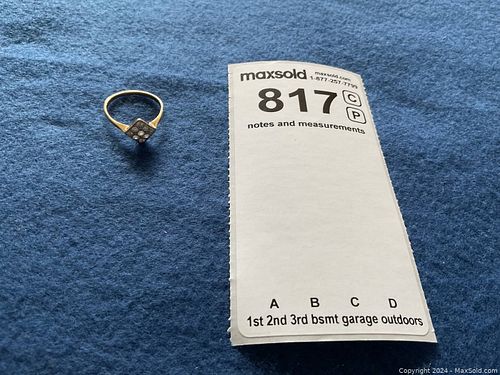 maxsold maxsold.com
1-877-257-7799
817 C
P
notes and measurements
A B C D
1st 2nd 3rd bsmt garage outdoors
Copyright 2024 - MaxSold.com